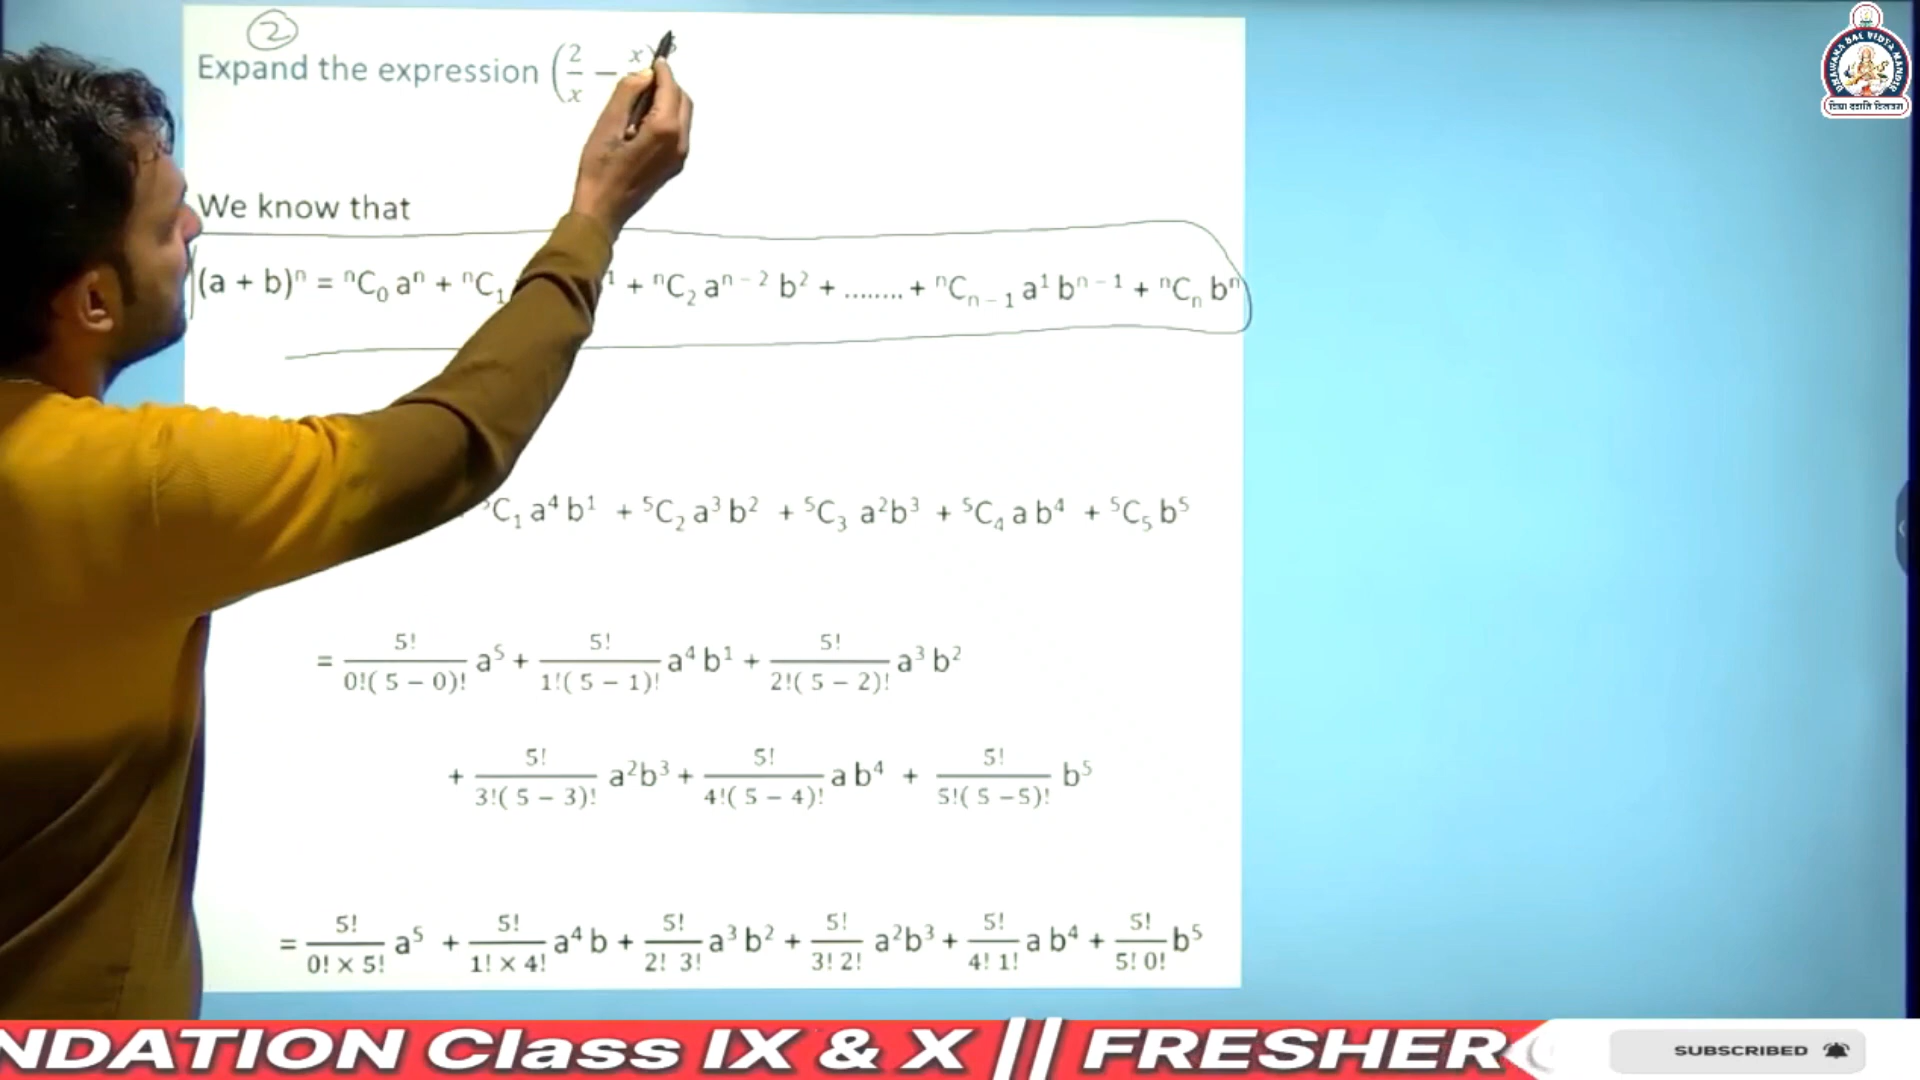 ②
Expand the expression (2/x − x
We know that
(a + b)ⁿ = ⁿC₀ aⁿ + ⁿC₁ ¹ + ⁿC₂ aⁿ⁻² b² + ........ + ⁿCₙ₋₁ a¹ bⁿ⁻¹ + ⁿCₙ bⁿ
⁵C₁ a⁴ b¹ + ⁵C₂ a³ b² + ⁵C₃ a²b³ + ⁵C₄ a b⁴ + ⁵C₅ b⁵
= 5!/0!( 5 − 0)! a⁵ + 5!/1!( 5 − 1)! a⁴ b¹ + 5!/2!( 5 − 2)! a³ b²
+ 5!/3!( 5 − 3)! a²b³ + 5!/4!( 5 − 4)! a b⁴ + 5!/5!( 5 −5)! b⁵
= 5!/0! × 5! a⁵ + 5!/1! × 4! a⁴ b + 5!/2! 3! a³ b² + 5!/3! 2! a²b³ + 5!/4! 1! a b⁴ + 5!/5! 0! b⁵
BHAWANA BAL VIDYA MANDIR
NDATION Class IX & X || FRESHER
SUBSCRIBED